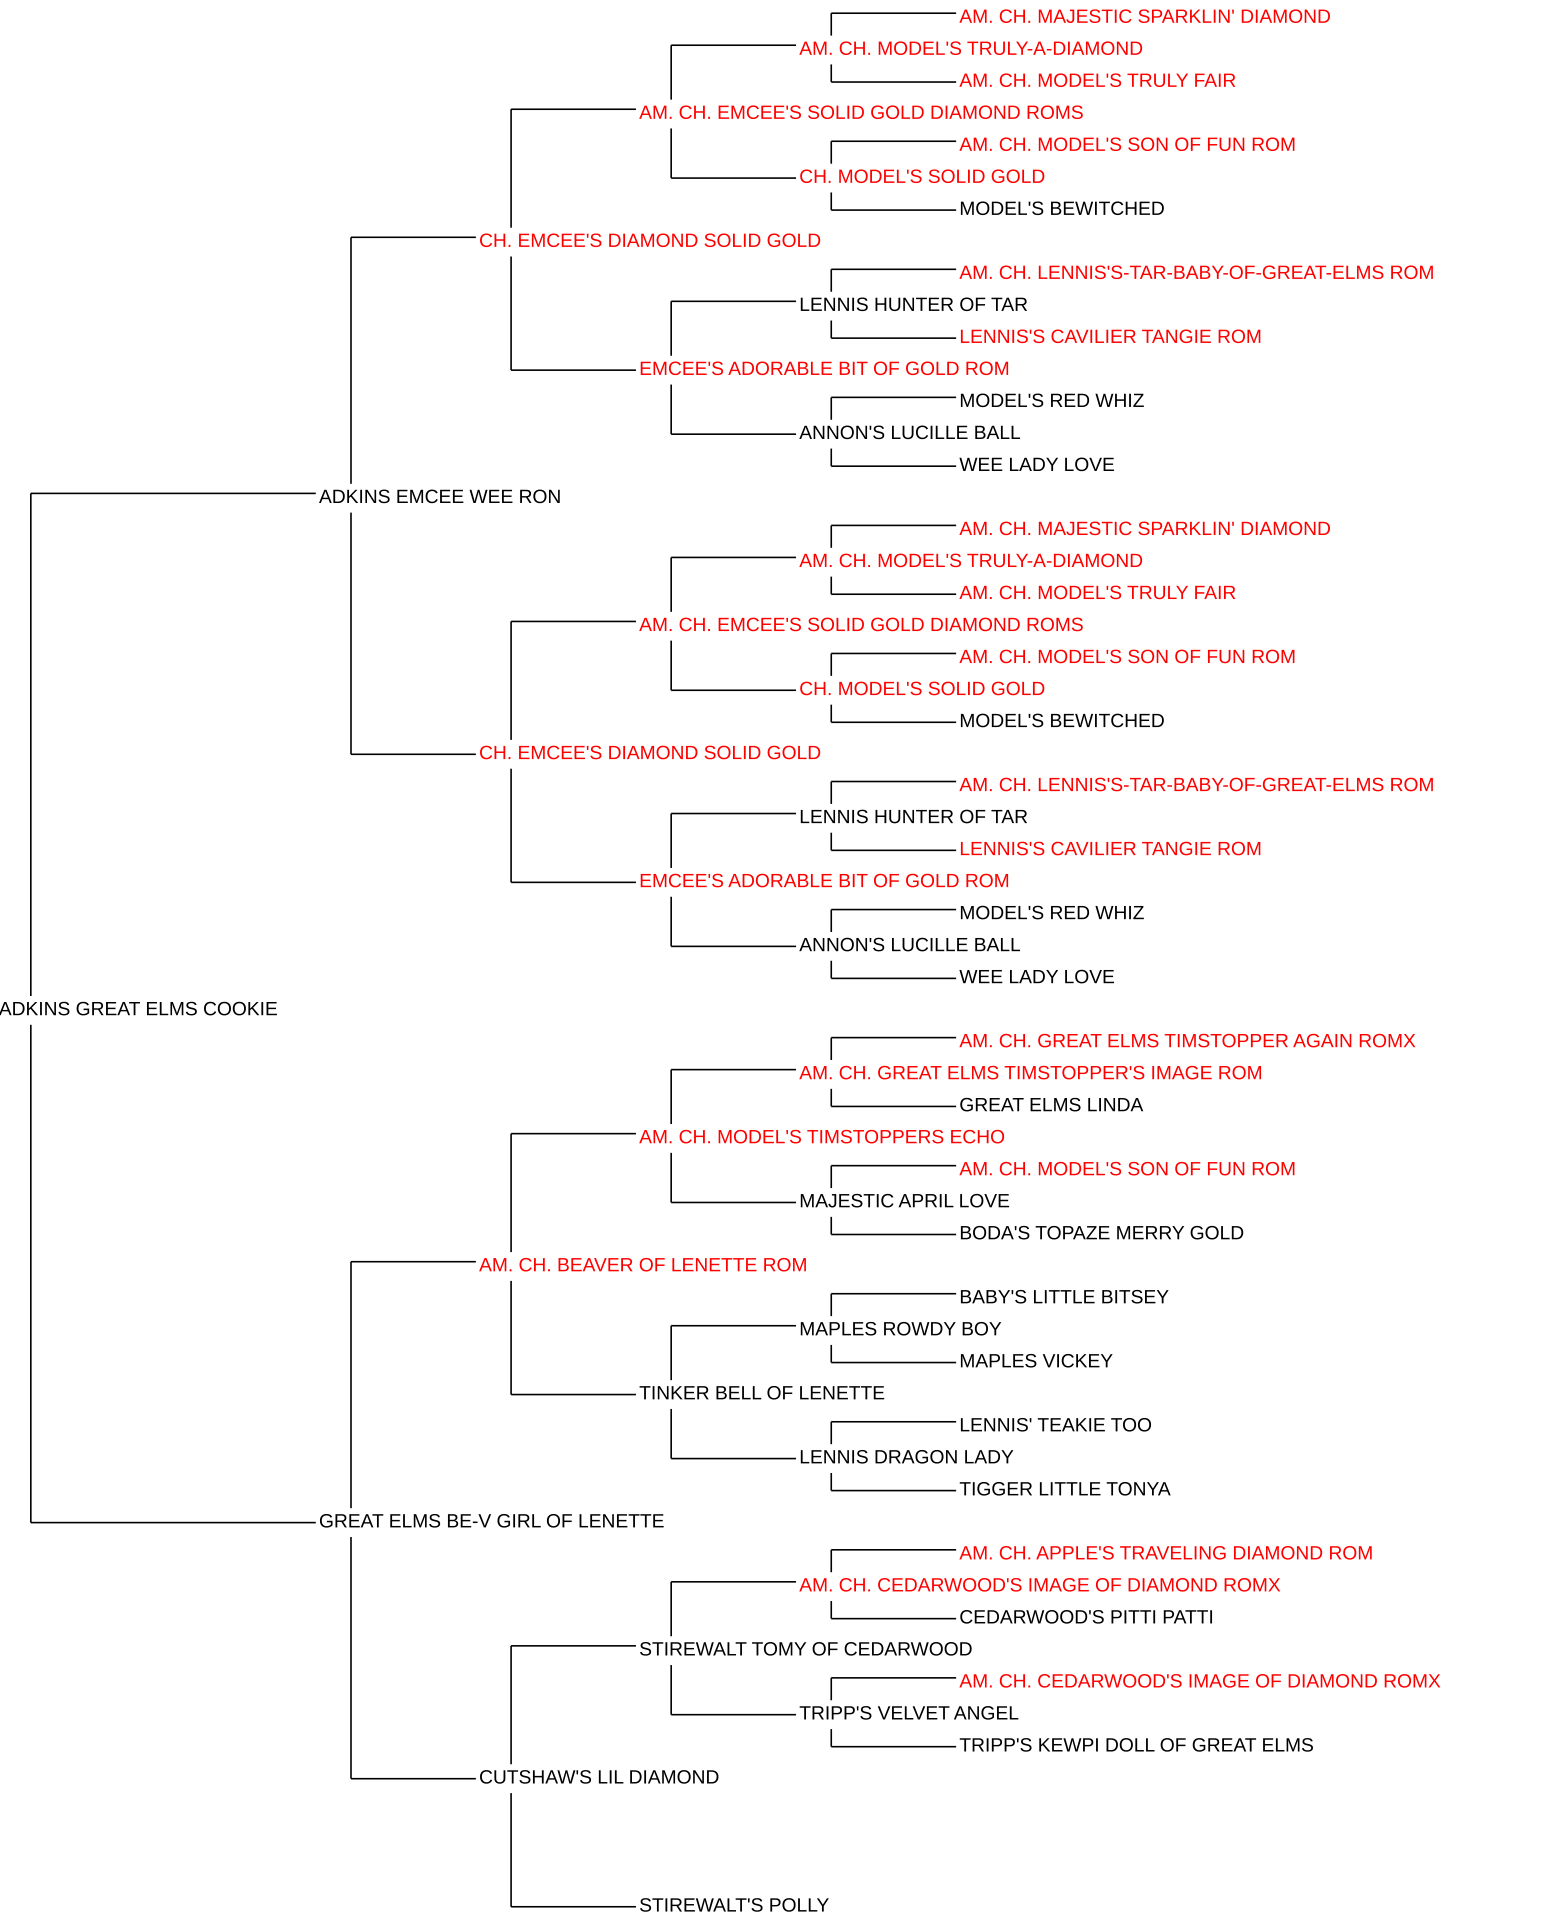 AM. CH. MAJESTIC SPARKLIN' DIAMOND
AM. CH. MODEL'S TRULY-A-DIAMOND
AM. CH. MODEL'S TRULY FAIR
AM. CH. EMCEE'S SOLID GOLD DIAMOND ROMS
AM. CH. MODEL'S SON OF FUN ROM
CH. MODEL'S SOLID GOLD
MODEL'S BEWITCHED
CH. EMCEE'S DIAMOND SOLID GOLD
AM. CH. LENNIS'S-TAR-BABY-OF-GREAT-ELMS ROM
LENNIS HUNTER OF TAR
LENNIS'S CAVILIER TANGIE ROM
EMCEE'S ADORABLE BIT OF GOLD ROM
MODEL'S RED WHIZ
ANNON'S LUCILLE BALL
WEE LADY LOVE
ADKINS EMCEE WEE RON
AM. CH. MAJESTIC SPARKLIN' DIAMOND
AM. CH. MODEL'S TRULY-A-DIAMOND
AM. CH. MODEL'S TRULY FAIR
AM. CH. EMCEE'S SOLID GOLD DIAMOND ROMS
AM. CH. MODEL'S SON OF FUN ROM
CH. MODEL'S SOLID GOLD
MODEL'S BEWITCHED
CH. EMCEE'S DIAMOND SOLID GOLD
AM. CH. LENNIS'S-TAR-BABY-OF-GREAT-ELMS ROM
LENNIS HUNTER OF TAR
LENNIS'S CAVILIER TANGIE ROM
EMCEE'S ADORABLE BIT OF GOLD ROM
MODEL'S RED WHIZ
ANNON'S LUCILLE BALL
WEE LADY LOVE
ADKINS GREAT ELMS COOKIE
AM. CH. GREAT ELMS TIMSTOPPER AGAIN ROMX
AM. CH. GREAT ELMS TIMSTOPPER'S IMAGE ROM
GREAT ELMS LINDA
AM. CH. MODEL'S TIMSTOPPERS ECHO
AM. CH. MODEL'S SON OF FUN ROM
MAJESTIC APRIL LOVE
BODA'S TOPAZE MERRY GOLD
AM. CH. BEAVER OF LENETTE ROM
BABY'S LITTLE BITSEY
MAPLES ROWDY BOY
MAPLES VICKEY
TINKER BELL OF LENETTE
LENNIS' TEAKIE TOO
LENNIS DRAGON LADY
TIGGER LITTLE TONYA
GREAT ELMS BE-V GIRL OF LENETTE
AM. CH. APPLE'S TRAVELING DIAMOND ROM
AM. CH. CEDARWOOD'S IMAGE OF DIAMOND ROMX
CEDARWOOD'S PITTI PATTI
STIREWALT TOMY OF CEDARWOOD
AM. CH. CEDARWOOD'S IMAGE OF DIAMOND ROMX
TRIPP'S VELVET ANGEL
TRIPP'S KEWPI DOLL OF GREAT ELMS
CUTSHAW'S LIL DIAMOND
STIREWALT'S POLLY